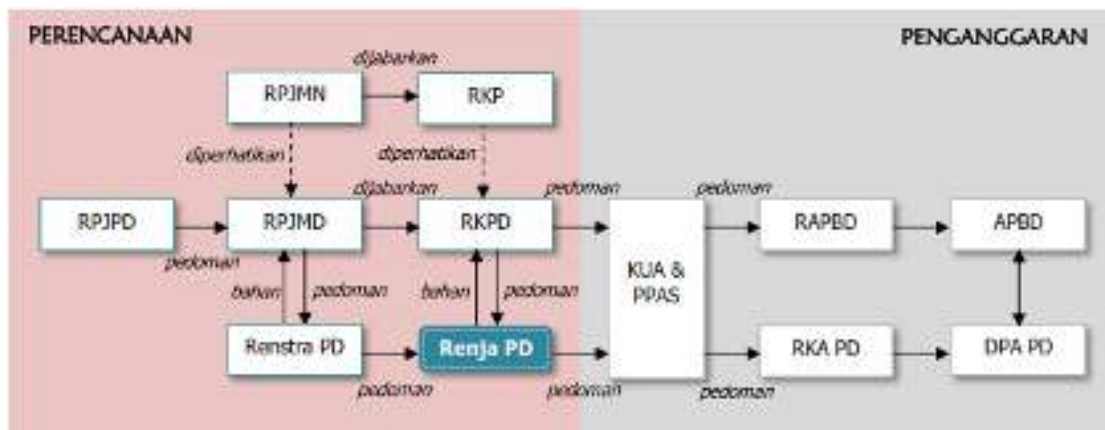 PERENCANAAN
PENGANGGARAN
dijabarkan
RPJMN
RKP
diperhatikan
diperhatikan
dijabarkan
pedoman
pedoman
RPJPD
RPJMD
RKPD
RAPBD
APBD
pedoman
KUA &
PPAS
bahan
pedoman
bahan
pedoman
Renstra PD
Renja PD
RKA PD
DPA PD
pedoman
pedoman
pedoman